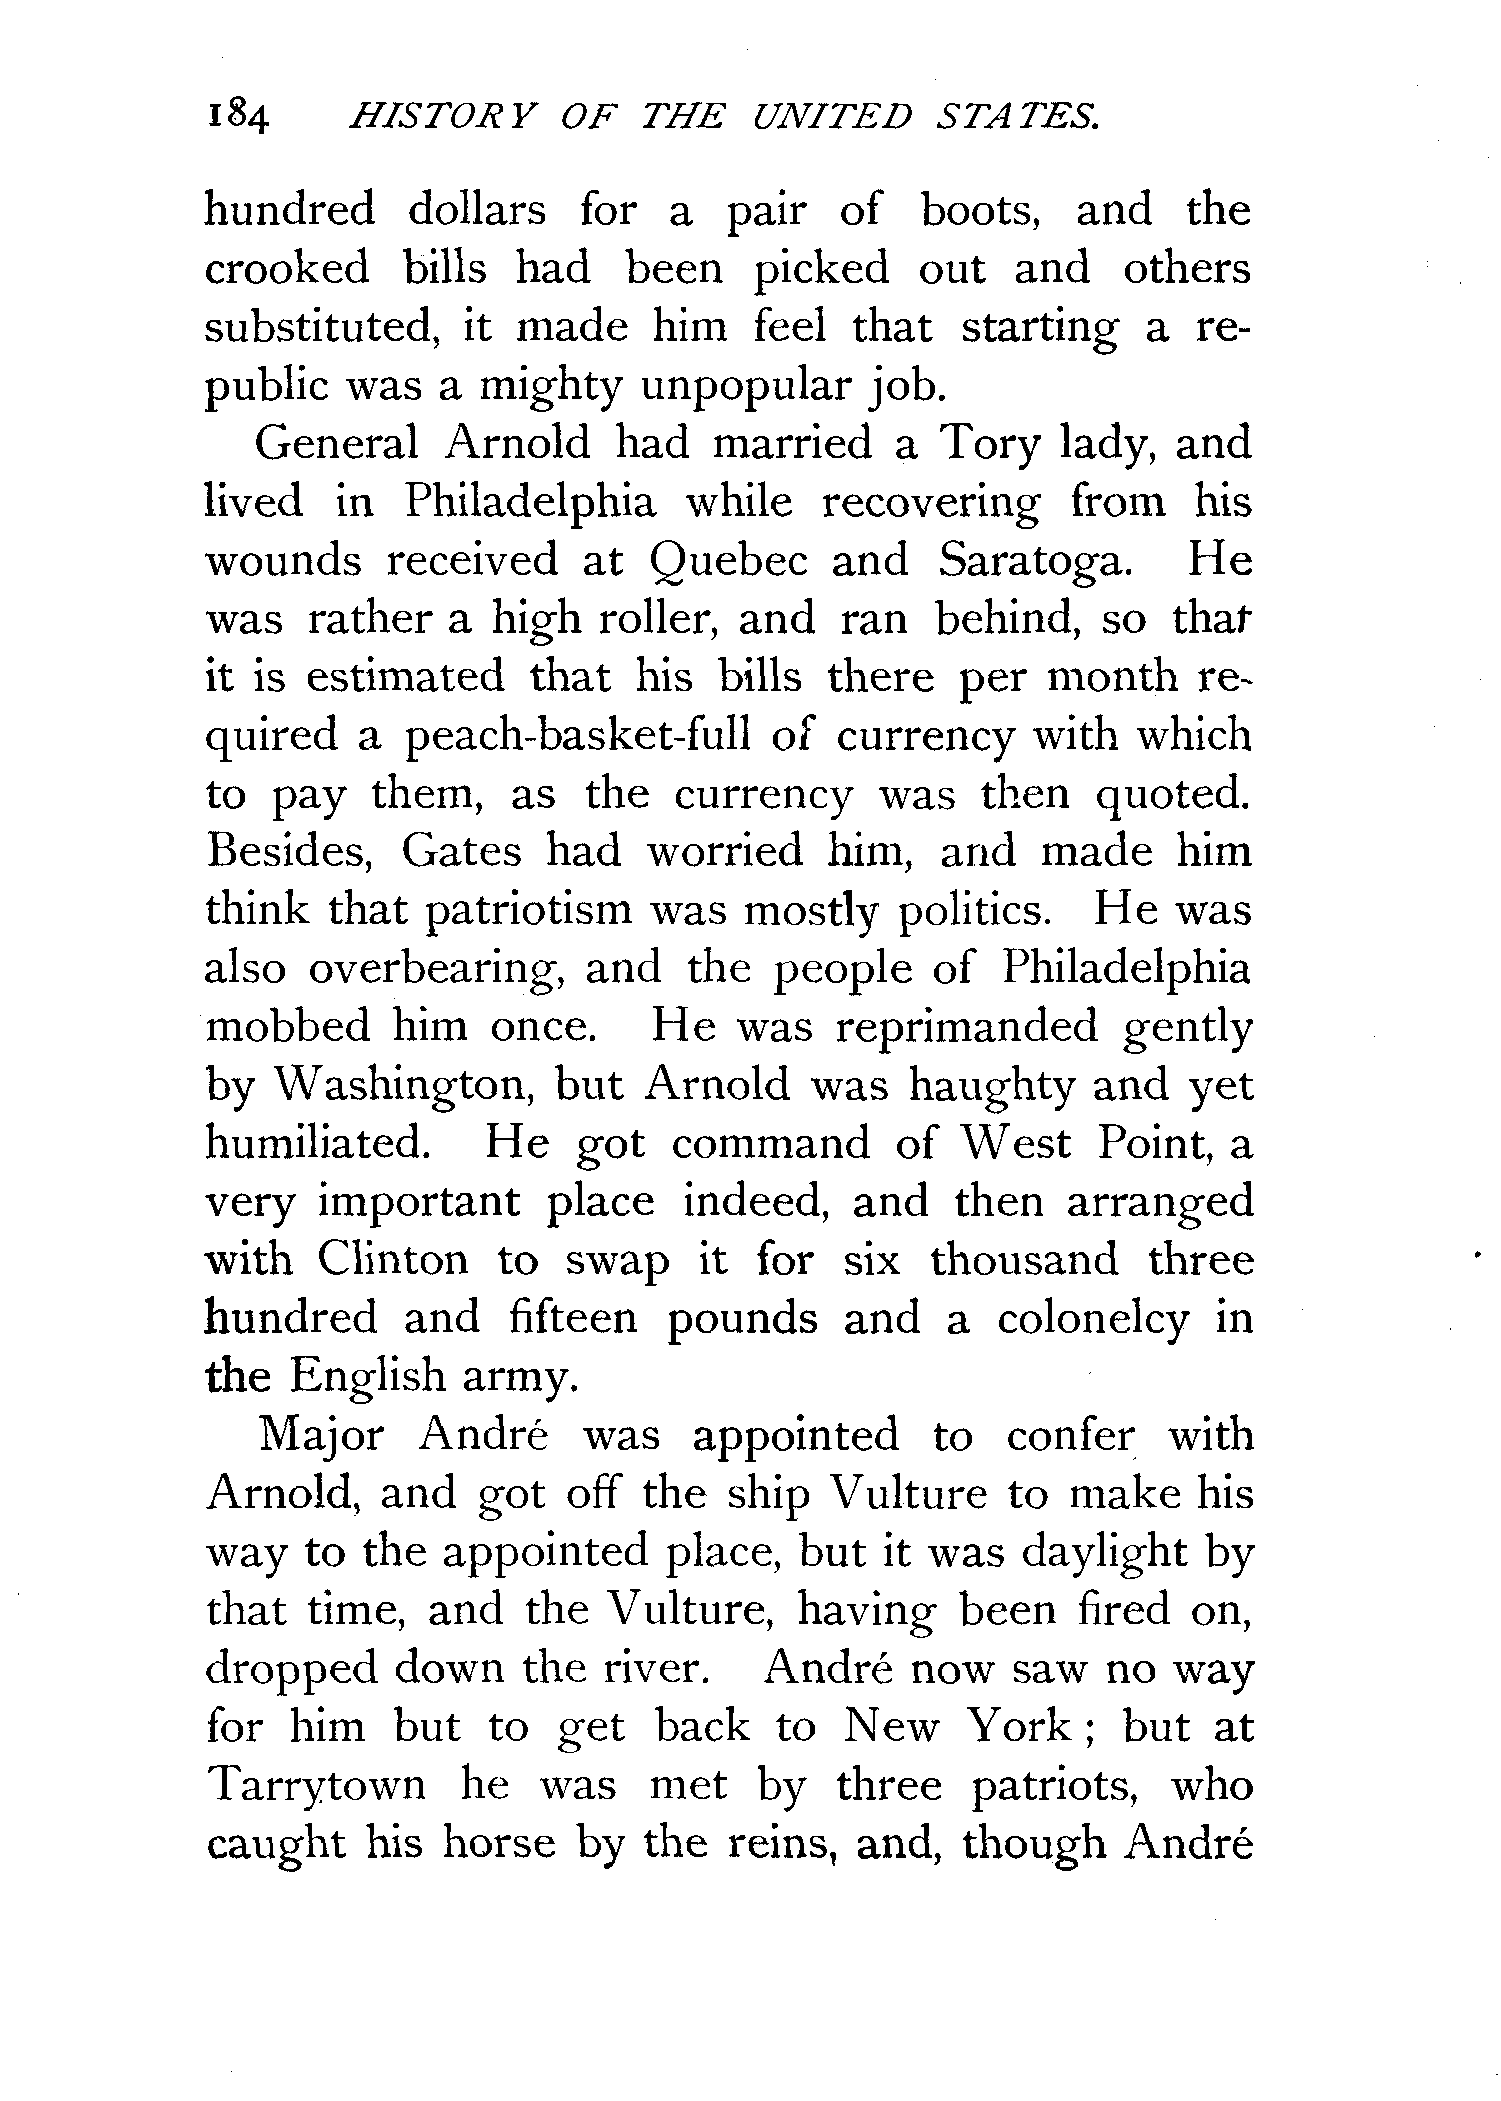 184 HISTORY OF THE UNITED STATES.
hundred dollars for a pair of boots, and the
crooked bills had been picked out and others
substituted, it made him feel that starting a re-
public was a mighty unpopular job.
General Arnold had married a Tory lady, and
lived in Philadelphia while recovering from his
wounds received at Quebec and Saratoga. He
was rather a high roller, and ran behind, so that
it is estimated that his bills there per month re-
quired a peach-basket-full of currency with which
to pay them, as the currency was then quoted.
Besides, Gates had worried him, and made him
think that patriotism was mostly politics. He was
also overbearing, and the people of Philadelphia
mobbed him once. He was reprimanded gently
by Washington, but Arnold was haughty and yet
humiliated. He got command of West Point, a
very important place indeed, and then arranged
with Clinton to swap it for six thousand three
hundred and fifteen pounds and a colonelcy in
the English army.
Major André was appointed to confer with
Arnold, and got off the ship Vulture to make his
way to the appointed place, but it was daylight by
that time, and the Vulture, having been fired on,
dropped down the river. André now saw no way
for him but to get back to New York ; but at
Tarrytown he was met by three patriots, who
caught his horse by the reins, and, though André